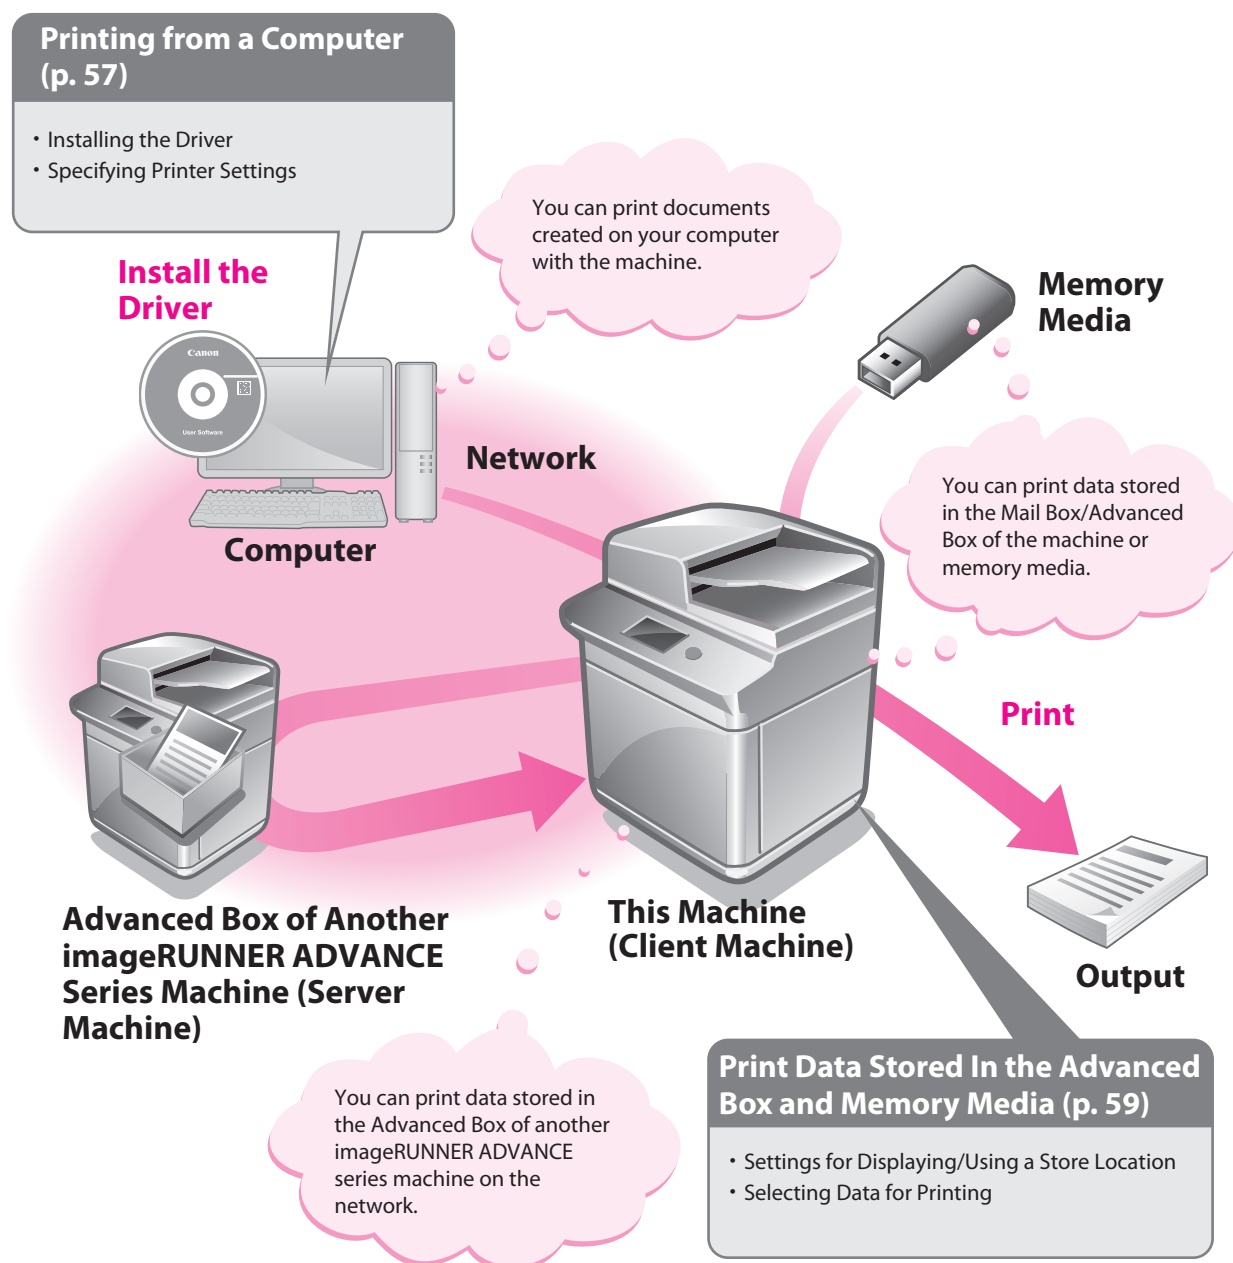 Printing from a Computer
(p. 57)
・Installing the Driver
・Specifying Printer Settings
You can print documents
created on your computer
with the machine.
Install the
Driver
Memory
Media
Canon
User Software
Network
Computer
You can print data stored
in the Mail Box/Advanced
Box of the machine or
memory media.
Print
Advanced Box of Another
imageRUNNER ADVANCE
Series Machine (Server
Machine)
This Machine
(Client Machine)
Output
You can print data stored in
the Advanced Box of another
imageRUNNER ADVANCE
series machine on the
network.
Print Data Stored In the Advanced
Box and Memory Media (p. 59)
・Settings for Displaying/Using a Store Location
・Selecting Data for Printing